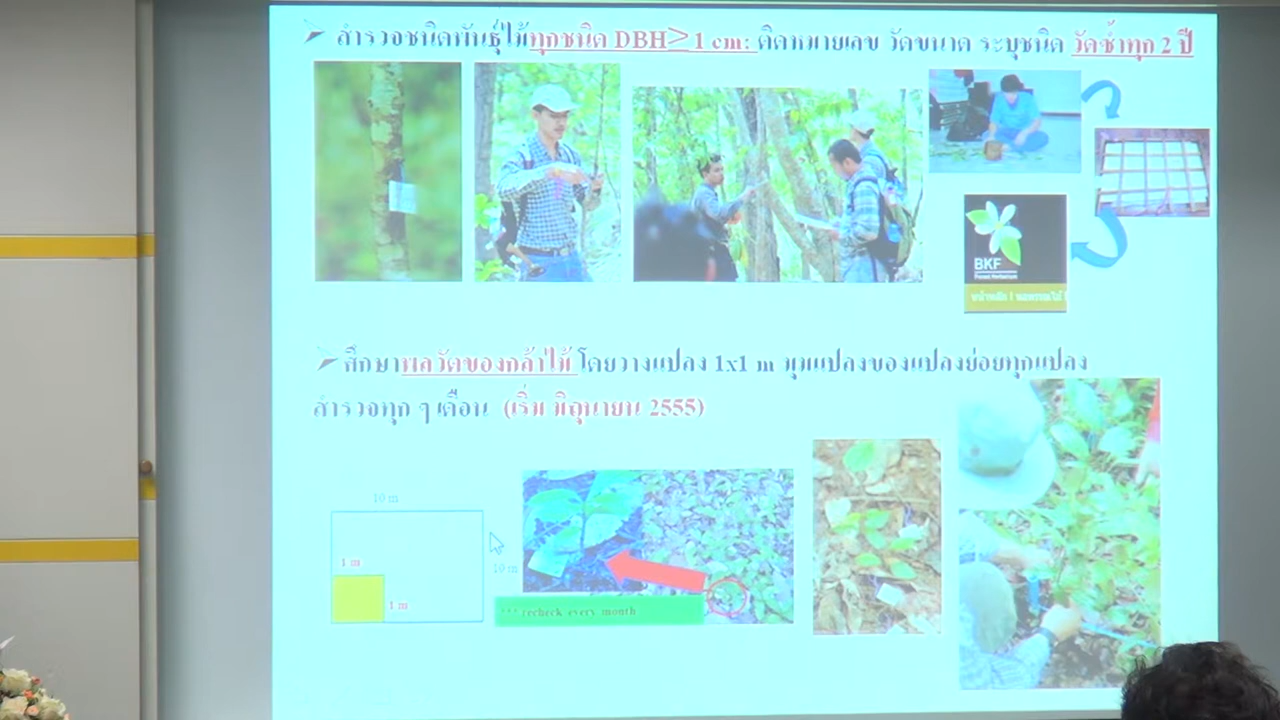 สำรวจชนิดพันธุ์ไม้ทุกชนิด DBH≥ 1 cm: ติดหมายเลข วัดขนาด ระบุชนิด วัดซ้ำทุก 2 ปี
BKF
Forest Herbarium
ศึกษาพลวัตของกล้าไม้ โดยวางแปลง 1x1 m มุมแปลงของแปลงย่อยทุกแปลง
สำรวจทุก ๆ เดือน (เริ่ม มิถุนายน 2555)
10 m
10 m
1 m
1 m
*** recheck every month